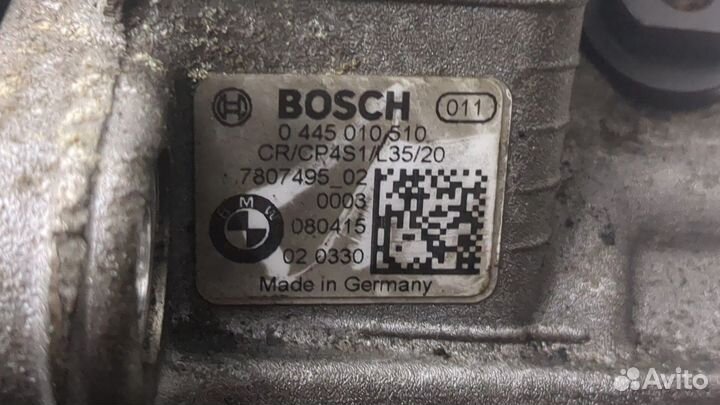 BOSCH 011
0 445 010 510
CR/CP4S1/L35/20
7807495_02
0003
BMW
080415
02 0330
Made in Germany
Avito